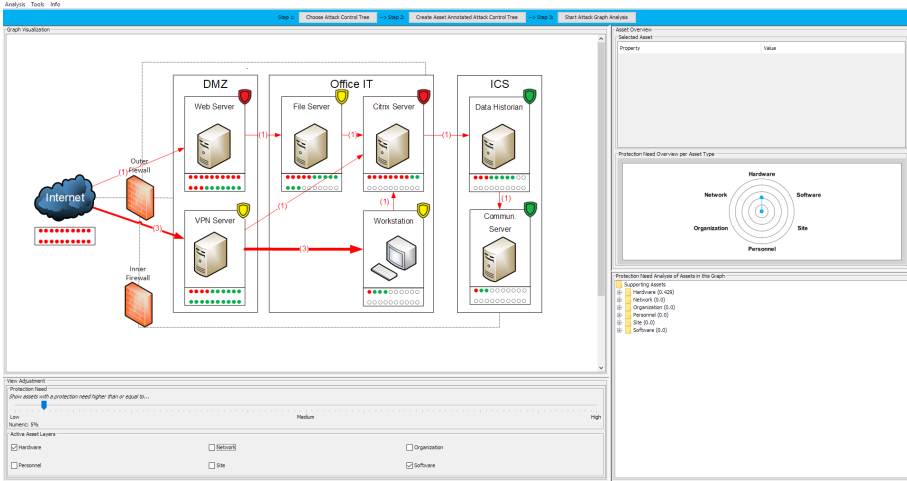 Analysis Tools Info
Step 1: Choose Attack Control Tree --> Step 2: Create Asset Annotated Attack Control Tree --> Step 3: Start Attack Graph Analysis
Graph Visualization
DMZ
Office IT
ICS
Web Server
File Server
Citrix Server
Data Historian
(1)
(1)
(1)
Outer
Firewall
(1)
Internet
(1)
(1)
(1)
VPN Server
Workstation
Commun.
Server
(3)
(3)
Inner
Firewall
View Adjustment
Protection Need
Show assets with a protection need higher than or equal to...
Low
Medium
High
Numeric: 5%
Active Asset Layers
Hardware
Network
Organization
Personnel
Site
Software
Asset Overview
Selected Asset
Property
Value
Protection Need Overview per Asset Type
Hardware
Network
Software
Organization
Site
Personnel
Protection Need Analysis of Assets in this Graph
Supporting Assets
Hardware (0.429)
Network (0.0)
Organization (0.0)
Personnel (0.0)
Site (0.0)
Software (0.0)